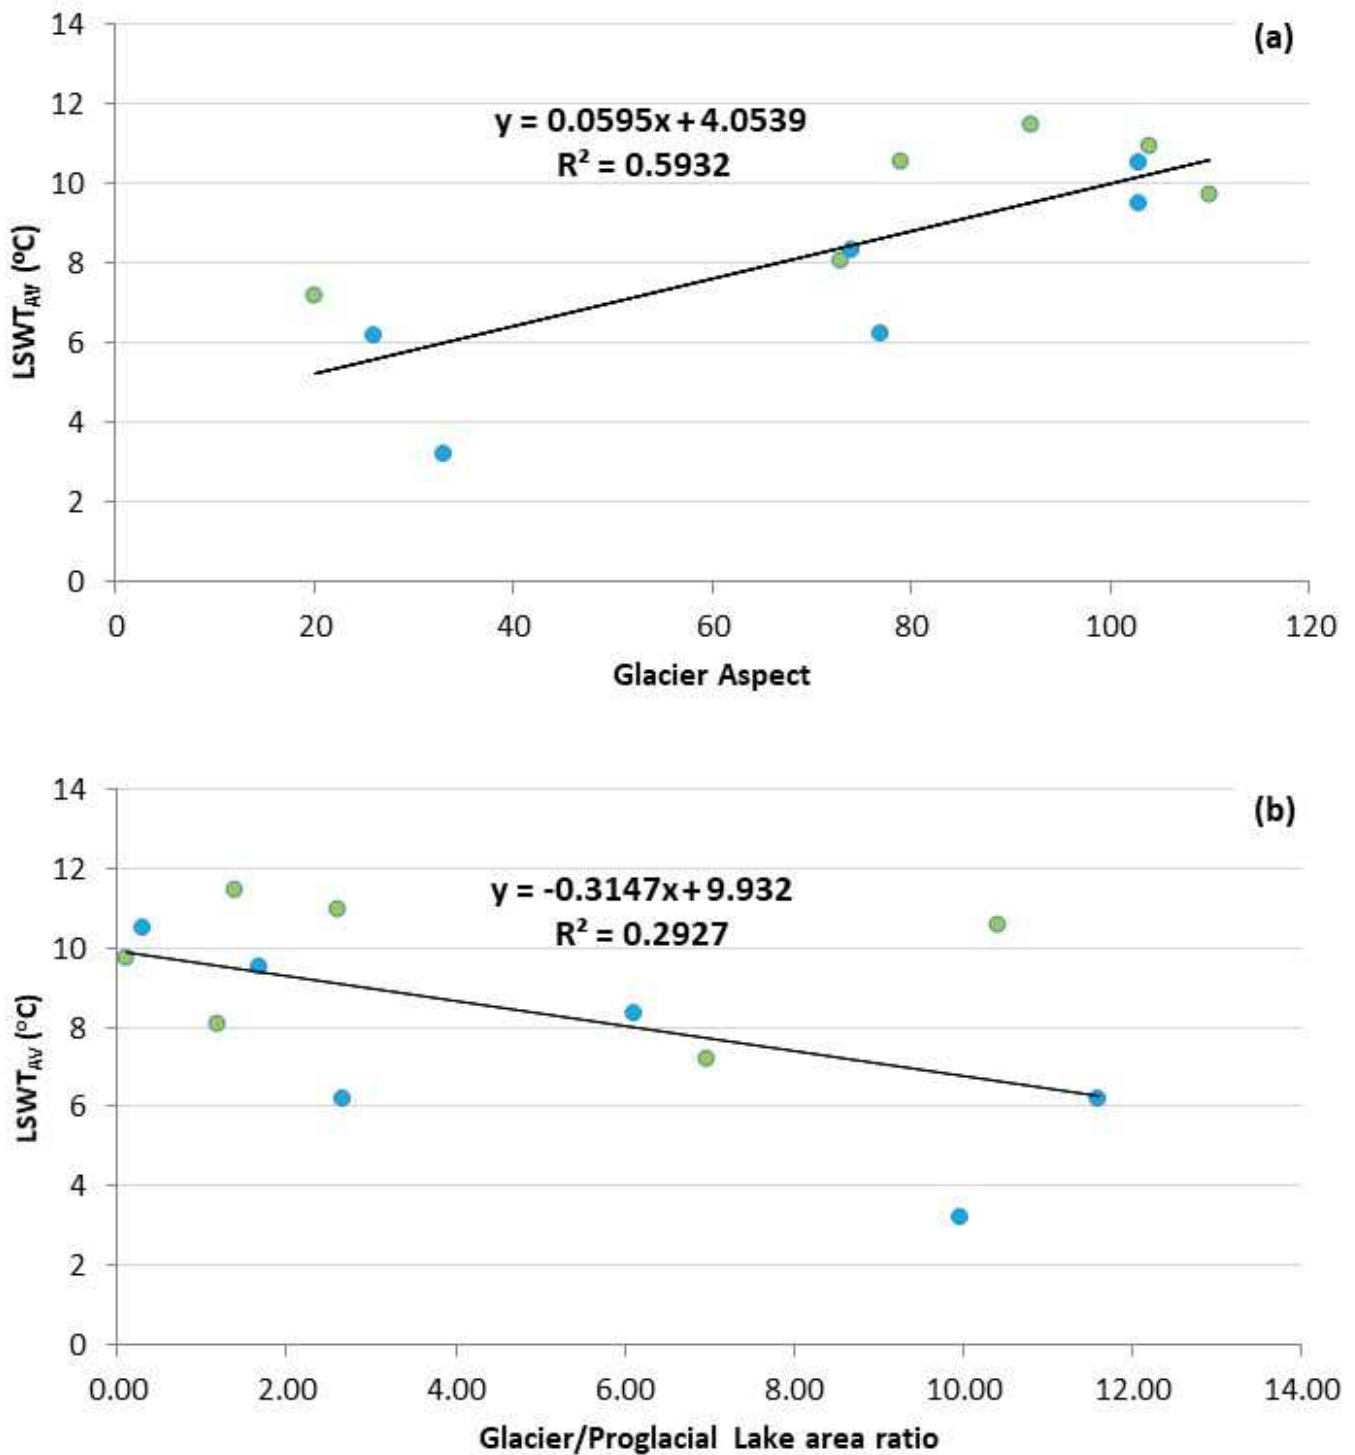 (a)
y = 0.0595x + 4.0539
R² = 0.5932
LSWT_AV (ºC)
14
12
10
8
6
4
2
0
0 20 40 60 80 100 120
Glacier Aspect
(b)
y = -0.3147x + 9.932
R² = 0.2927
LSWT_AV (°C)
14
12
10
8
6
4
2
0
0.00 2.00 4.00 6.00 8.00 10.00 12.00 14.00
Glacier/Proglacial Lake area ratio